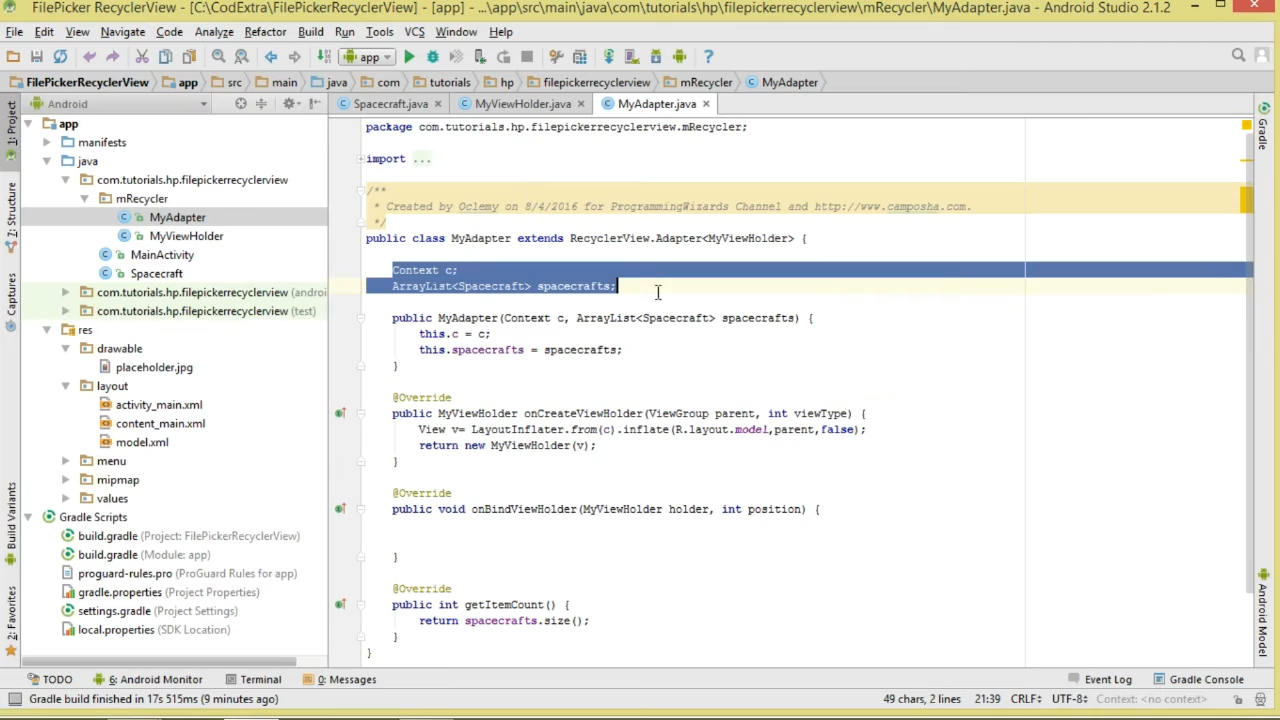 FilePicker RecyclerView - [C:\CodExtra\FilePickerRecyclerView] - [app] - ...\app\src\main\java\com\tutorials\hp\filepickerrecyclerview\mRecycler\MyAdapter.java - Android Studio 2.1.2
File Edit View Navigate Code Analyze Refactor Build Run Tools VCS Window Help
app
FilePickerRecyclerView app src main java com tutorials hp filepickerrecyclerview mRecycler MyAdapter
Android
Spacecraft.java MyViewHolder.java MyAdapter.java
1: Project
Z: Structure
Captures
Build Variants
2: Favorites
app
manifests
java
com.tutorials.hp.filepickerrecyclerview
mRecycler
MyAdapter
MyViewHolder
MainActivity
Spacecraft
com.tutorials.hp.filepickerrecyclerview (androi
com.tutorials.hp.filepickerrecyclerview (test)
res
drawable
placeholder.jpg
layout
activity_main.xml
content_main.xml
model.xml
menu
mipmap
values
Gradle Scripts
build.gradle (Project: FilePickerRecyclerView)
build.gradle (Module: app)
proguard-rules.pro (ProGuard Rules for app)
gradle.properties (Project Properties)
settings.gradle (Project Settings)
local.properties (SDK Location)
package com.tutorials.hp.filepickerrecyclerview.mRecycler;
import ...
/**
* Created by Oclemy on 8/4/2016 for ProgrammingWizards Channel and http://www.camposha.com.
*/
public class MyAdapter extends RecyclerView.Adapter<MyViewHolder> {
Context c;
ArrayList<Spacecraft> spacecrafts;
public MyAdapter(Context c, ArrayList<Spacecraft> spacecrafts) {
this.c = c;
this.spacecrafts = spacecrafts;
}
@Override
public MyViewHolder onCreateViewHolder(ViewGroup parent, int viewType) {
View v= LayoutInflater.from(c).inflate(R.layout.model,parent,false);
return new MyViewHolder(v);
}
@Override
public void onBindViewHolder(MyViewHolder holder, int position) {
}
@Override
public int getItemCount() {
return spacecrafts.size();
}
}
Gradle
Android Model
TODO 6: Android Monitor Terminal 0: Messages Event Log Gradle Console
Gradle build finished in 17s 515ms (9 minutes ago) 49 chars, 2 lines 21:39 CRLF÷ UTF-8÷ Context: <no context>